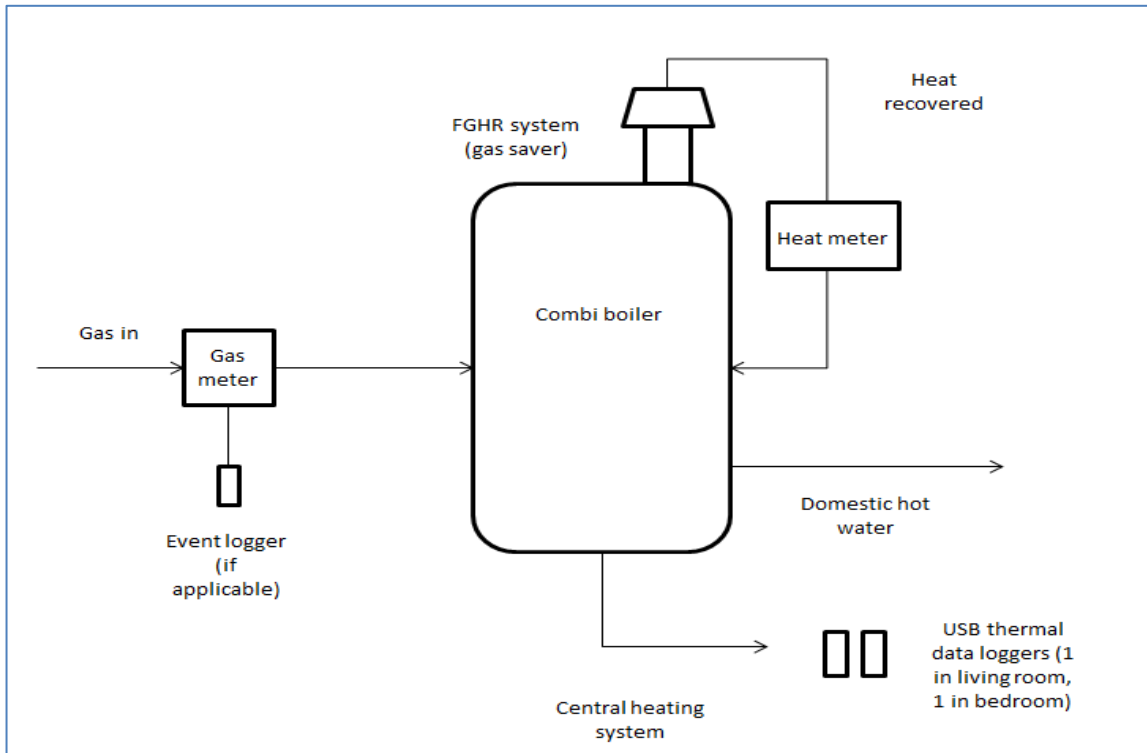 Heat
recovered
FGHR system
(gas saver)
Heat meter
Combi boiler
Gas in
Gas
meter
Domestic hot
water
Event logger
(if
applicable)
USB thermal
data loggers (1
in living room,
1 in bedroom)
Central heating
system